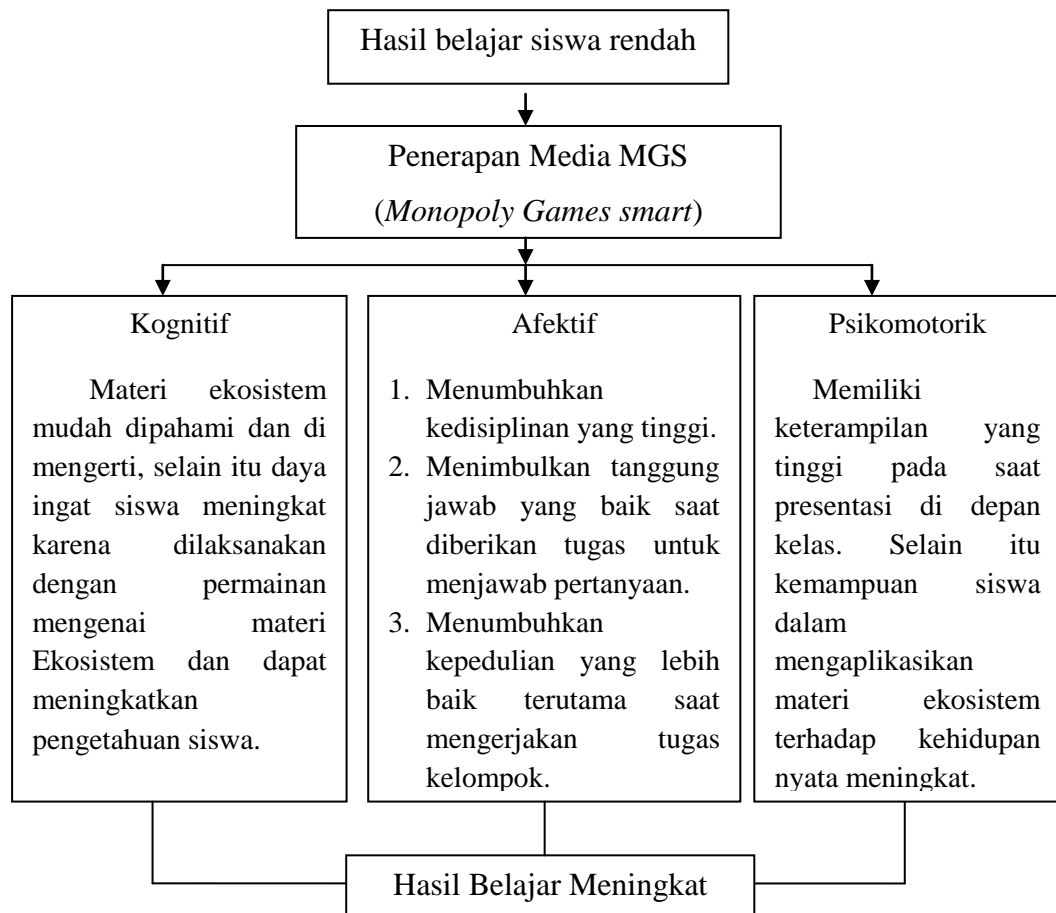 Hasil belajar siswa rendah
Penerapan Media MGS
(Monopoly Games smart)
Kognitif
Materi ekosistem
mudah dipahami dan di
mengerti, selain itu daya
ingat siswa meningkat
karena dilaksanakan
dengan permainan
mengenai materi
Ekosistem dan dapat
meningkatkan
pengetahuan siswa.
Afektif
1. Menumbuhkan
kedisiplinan yang tinggi.
2. Menimbulkan tanggung
jawab yang baik saat
diberikan tugas untuk
menjawab pertanyaan.
3. Menumbuhkan
kepedulian yang lebih
baik terutama saat
mengerjakan tugas
kelompok.
Psikomotorik
Memiliki
keterampilan yang
tinggi pada saat
presentasi di depan
kelas. Selain itu
kemampuan siswa
dalam
mengaplikasikan
materi ekosistem
terhadap kehidupan
nyata meningkat.
Hasil Belajar Meningkat